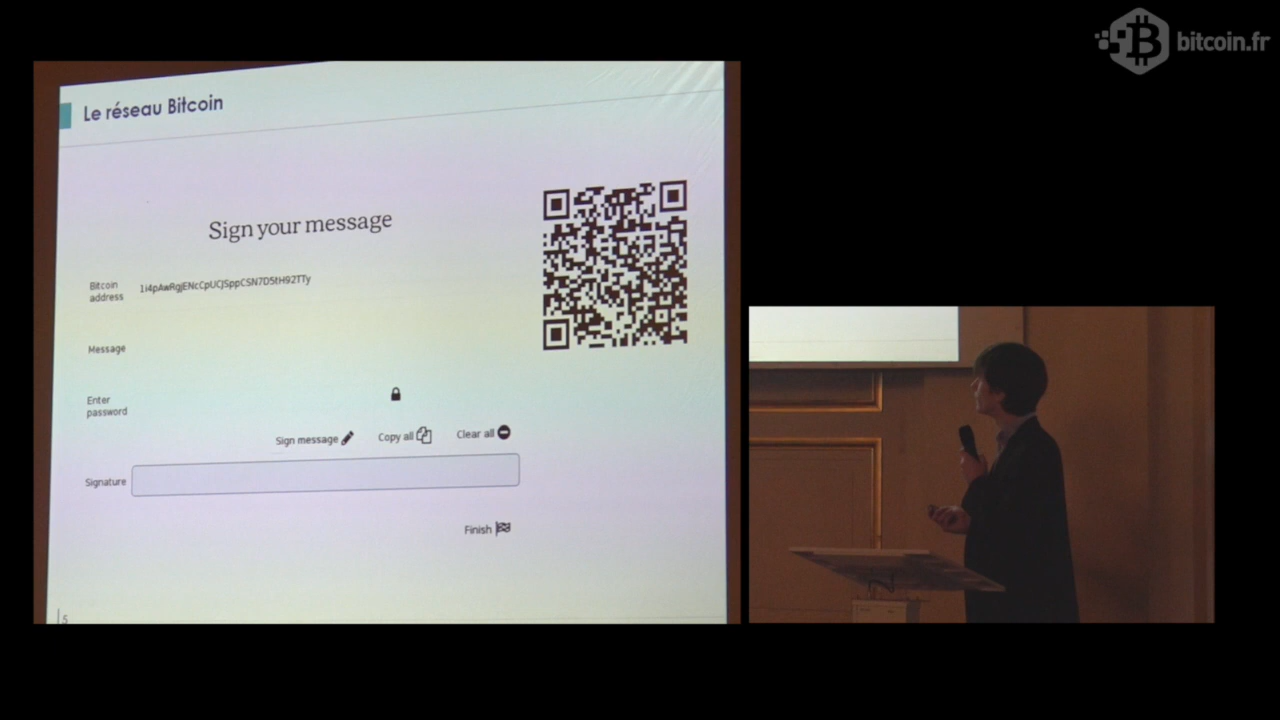 bitcoin.fr
Le réseau Bitcoin
Sign your message
Bitcoin
address
Message
Enter
password
Sign message
Copy all
Clear all
Signature
Finish
5